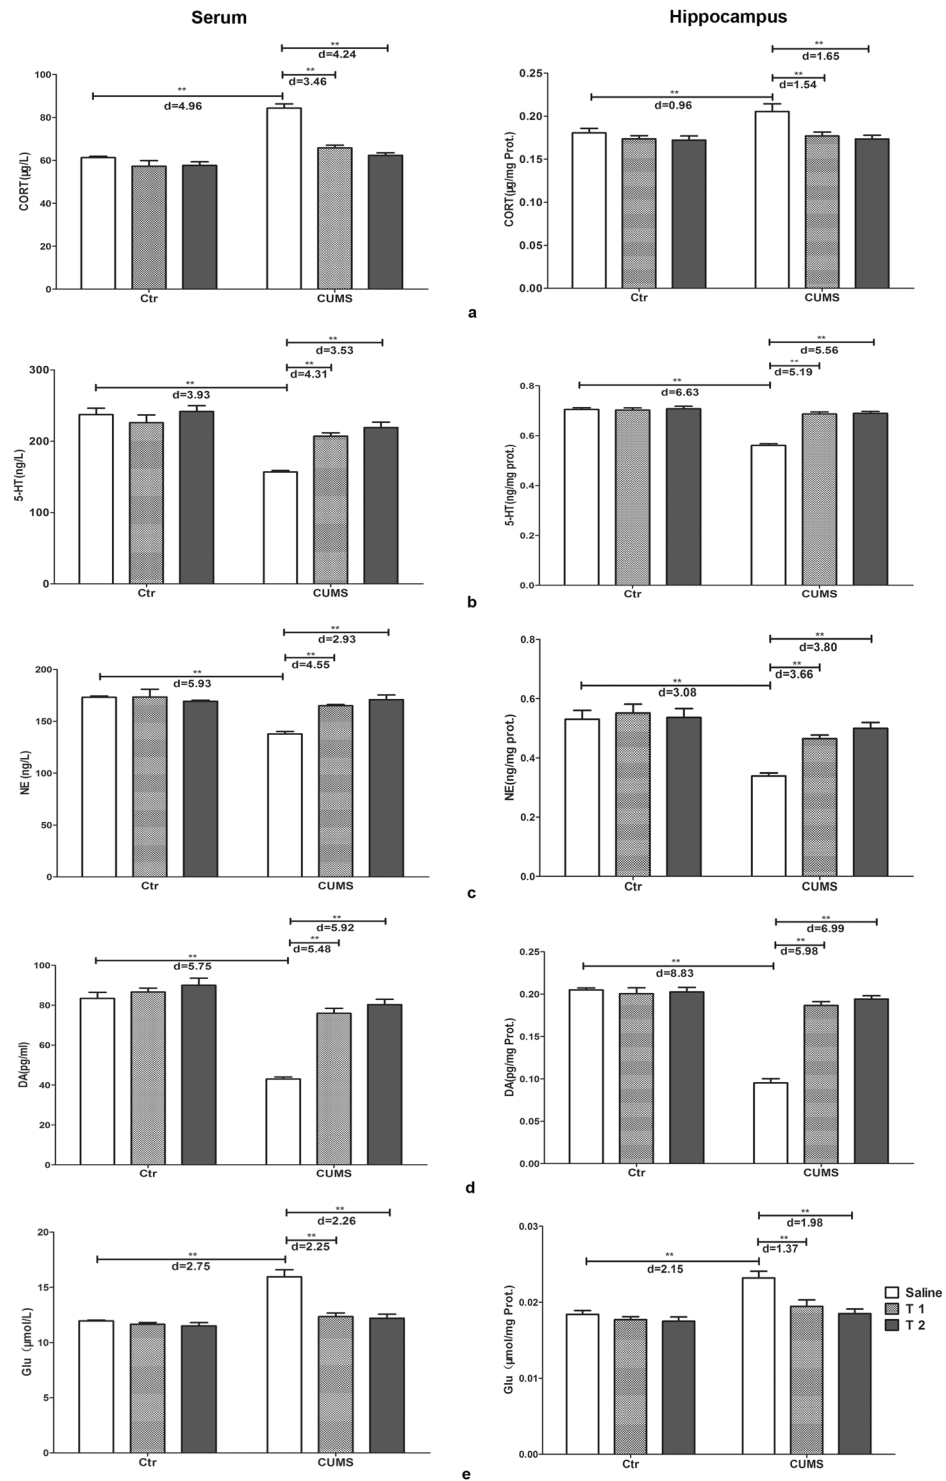 Serum
Hippocampus
**
d=4.24
**
d=3.46
**
d=4.96
100
80
60
40
20
0
CORT(μg/L)
Ctr
CUMS
**
d=1.65
**
d=1.54
**
d=0.96
0.25
0.20
0.15
0.10
0.05
0.00
CORT(μg/mg Prot.)
Ctr
CUMS
a
**
d=3.53
**
d=4.31
**
d=3.93
300
200
100
0
5-HT(ng/L)
Ctr
CUMS
**
d=5.56
**
d=5.19
**
d=6.63
0.8
0.6
0.4
0.2
0.0
5-HT(ng/mg prot.)
Ctr
CUMS
b
**
d=2.93
**
d=4.55
**
d=5.93
200
150
100
50
0
NE (ng/L)
Ctr
CUMS
**
d=3.80
**
d=3.66
**
d=3.08
0.8
0.6
0.4
0.2
0.0
NE(ng/mg prot.)
Ctr
CUMS
c
**
d=5.92
**
d=5.48
**
d=5.75
100
80
60
40
20
0
DA(pg/ml)
Ctr
CUMS
**
d=6.99
**
d=5.98
**
d=8.83
0.25
0.20
0.15
0.10
0.05
0.00
DA(pg/mg Prot.)
Ctr
CUMS
d
**
d=2.26
**
d=2.25
**
d=2.75
20
15
10
5
0
Glu (μmol/L)
Ctr
CUMS
**
d=1.98
**
d=1.37
**
d=2.15
0.03
0.02
0.01
0.00
Glu (μmol/mg Prot.)
Ctr
CUMS
Saline
T 1
T 2
e